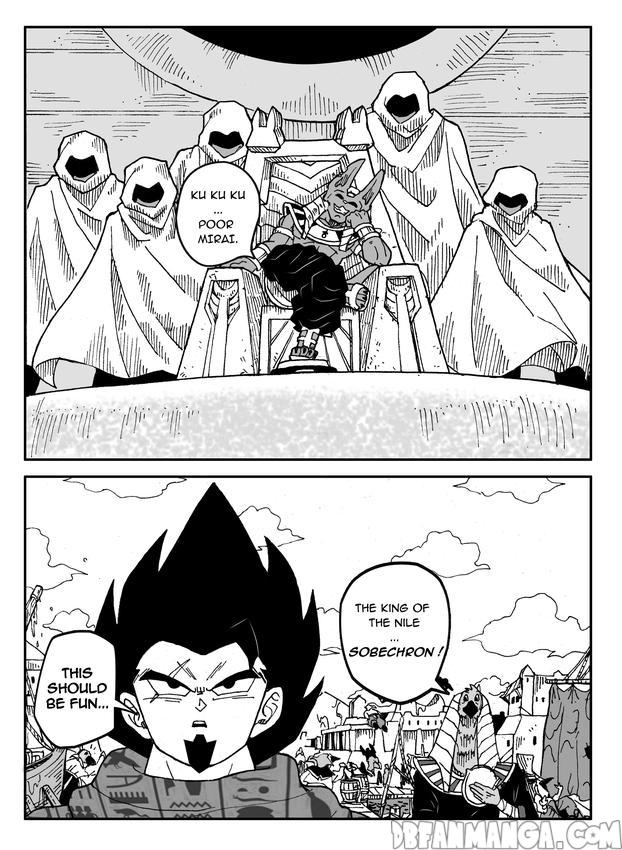 KU KU KU
...
POOR
MIRAI.
THE KING OF
THE NILE
...
SOBECHRON !
THIS
SHOULD
BE FUN...
DBFANMANGA.COM